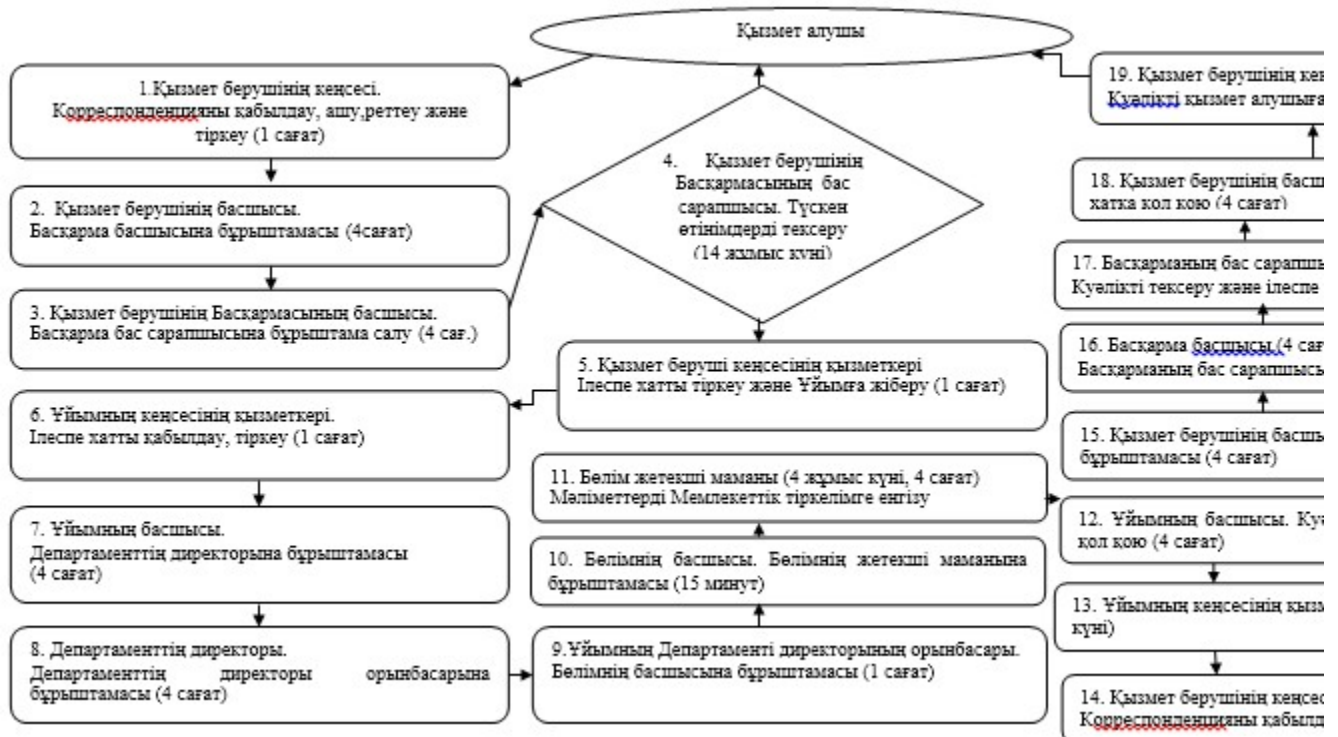 Қызмет алушы
1.Қызмет берушінің кеңсесі.
Корреспонденцияны қабылдау, ашу,реттеу және
тіркеу (1 сағат)
2. Қызмет берушінің басшысы.
Басқарма басшысына бұрыштамасы (4сағат)
3. Қызмет берушінің Басқармасының басшысы.
Басқарма бас сарапшысына бұрыштама салу (4 сағ.)
4. Қызмет берушінің
Басқармасының бас
сарапшысы. Түскен
өтінімдерді тексеру
(14 жұмыс күні)
5. Қызмет беруші кеңсесінің қызметкері
Ілеспе хатты тіркеу және Ұйымға жіберу (1 сағат)
6. Ұйымның кеңсесінің қызметкері.
Ілеспе хатты қабылдау, тіркеу (1 сағат)
7. Ұйымның басшысы.
Департаменттің директорына бұрыштамасы
(4 сағат)
8. Департаменттің директоры.
Департаменттің директоры орынбасарына
бұрыштамасы (4 сағат)
9.Ұйымның Департаменті директорының орынбасары.
Бөлімнің басшысына бұрыштамасы (1 сағат)
10. Бөлімнің басшысы. Бөлімнің жетекші маманына
бұрыштамасы (15 минут)
11. Бөлім жетекші маманы (4 жұмыс күні, 4 сағат)
Мәліметтерді Мемлекеттік тіркелімге енгізу
12. Ұйымның басшысы.
қол қою (4 сағат)
13. Ұйымның кеңсесінің
күні)
14. Қызмет берушінің
Корреспонденцияны
15. Қызмет берушінің
бұрыштамасы (4 сағат)
16. Басқарма басшысы (4
Басқарманың бас
17. Басқарманың бас
Куәлікті тексеру және ілеспе
18. Қызмет берушінің
хатқа қол қою (4 сағат)
19. Қызмет берушінің
Куәлікті қызмет